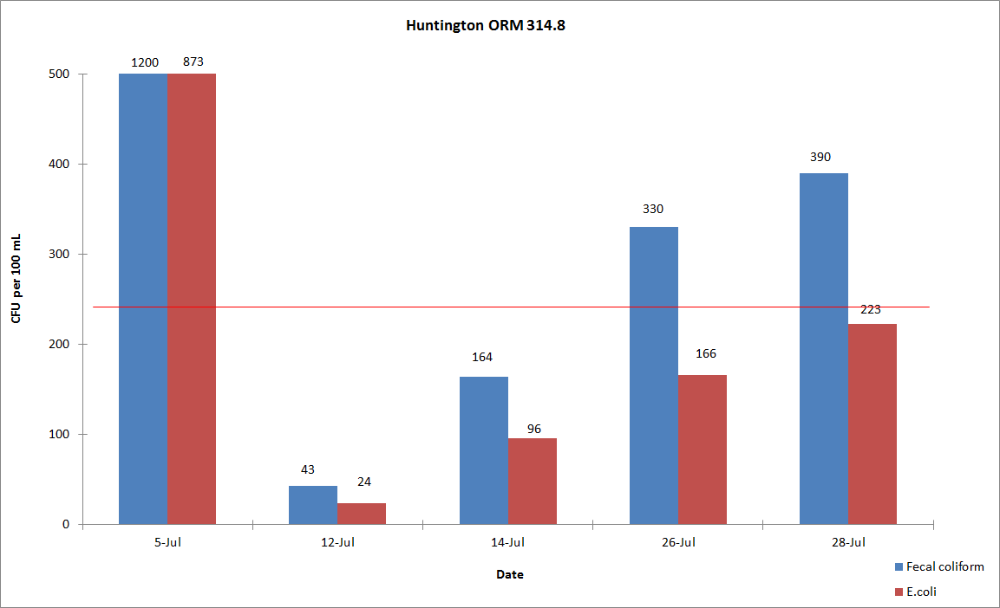 Huntington ORM 314.8
1200 873
500
400
390
330
300
CFU per 100 mL
223
200
164
166
100
96
43
24
0
5-Jul 12-Jul 14-Jul 26-Jul 28-Jul
Date
Fecal coliform
E.coli